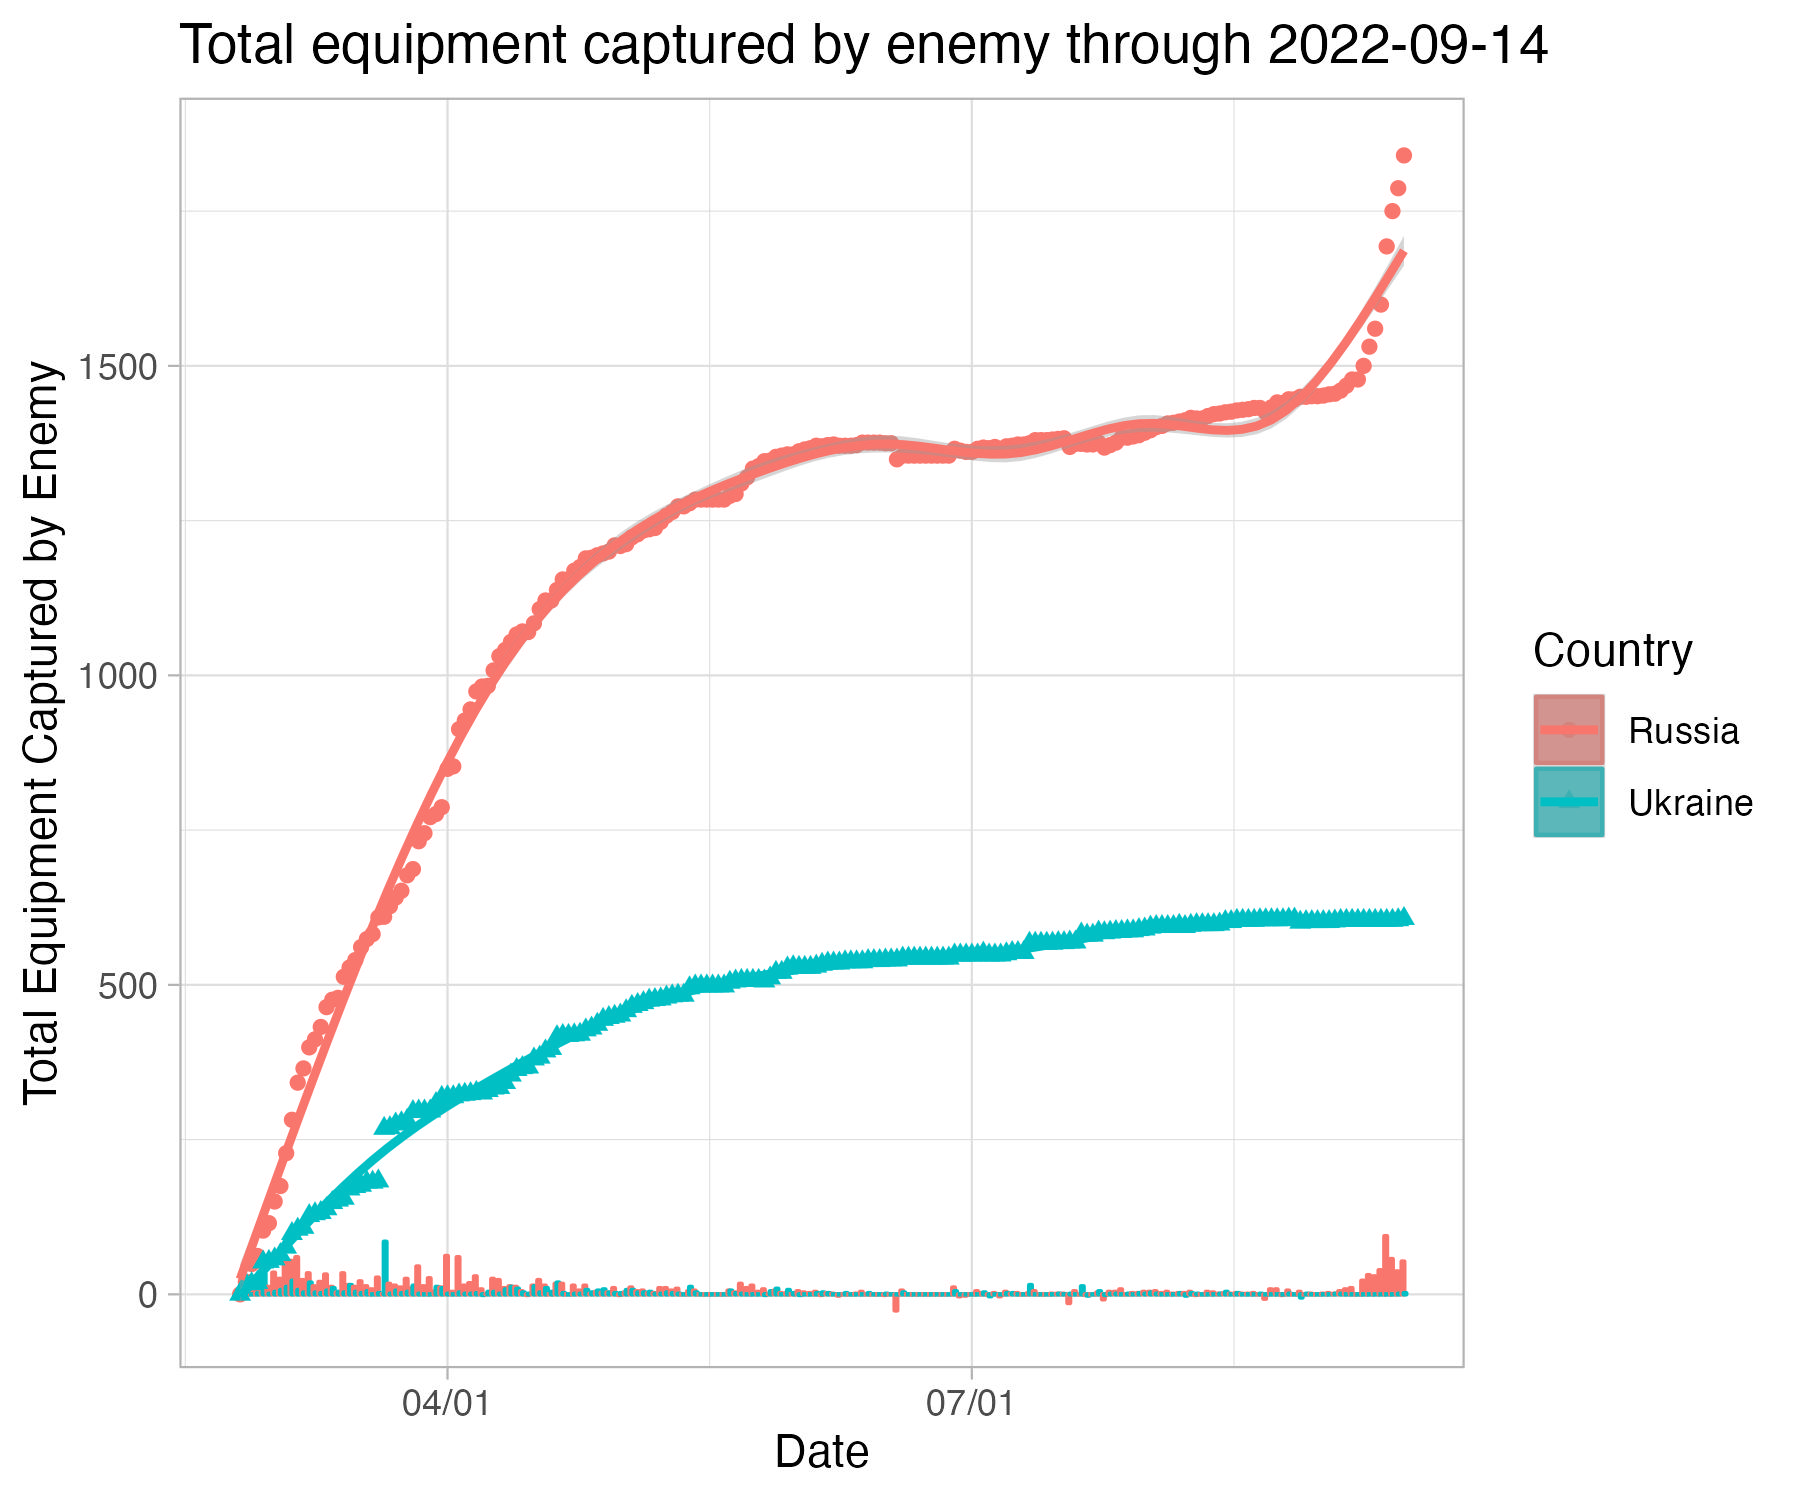 Total equipment captured by enemy through 2022-09-14
Total Equipment Captured by Enemy
1500
1000
500
0
04/01
07/01
Date
Country
Russia
Ukraine